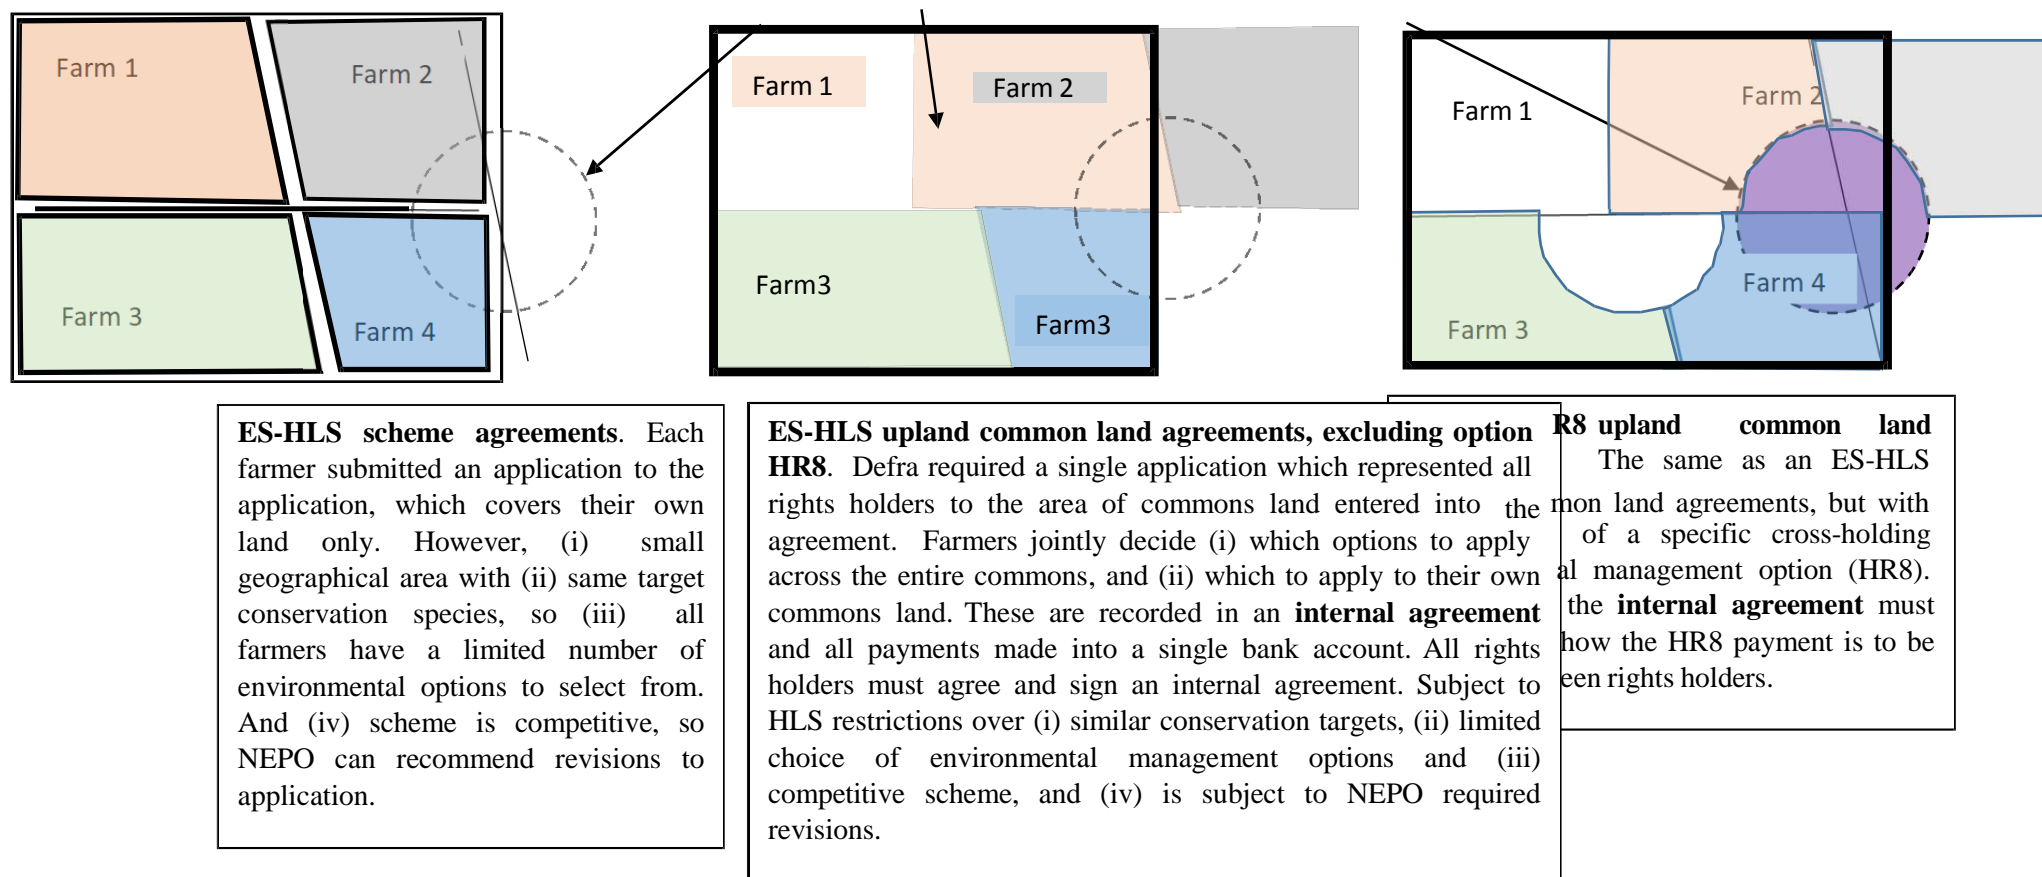 Farm 1
Farm 2
Farm 3
Farm 4
Farm 1
Farm 2
Farm3
Farm3
Farm 1
Farm 2
Farm 3
Farm 4
ES-HLS scheme agreements. Each
farmer submitted an application to the
application, which covers their own
land only. However, (i) small
geographical area with (ii) same target
conservation species, so (iii) all
farmers have a limited number of
environmental options to select from.
And (iv) scheme is competitive, so
NEPO can recommend revisions to
application.
ES-HLS upland common land agreements, excluding option
HR8. Defra required a single application which represented all
rights holders to the area of commons land entered into the
agreement. Farmers jointly decide (i) which options to apply
across the entire commons, and (ii) which to apply to their own
commons land. These are recorded in an internal agreement
and all payments made into a single bank account. All rights
holders must agree and sign an internal agreement. Subject to
HLS restrictions over (i) similar conservation targets, (ii) limited
choice of environmental management options and (iii)
competitive scheme, and (iv) is subject to NEPO required
revisions.
R8 upland common land
The same as an ES-HLS
mon land agreements, but with
of a specific cross-holding
al management option (HR8).
the internal agreement must
how the HR8 payment is to be
een rights holders.